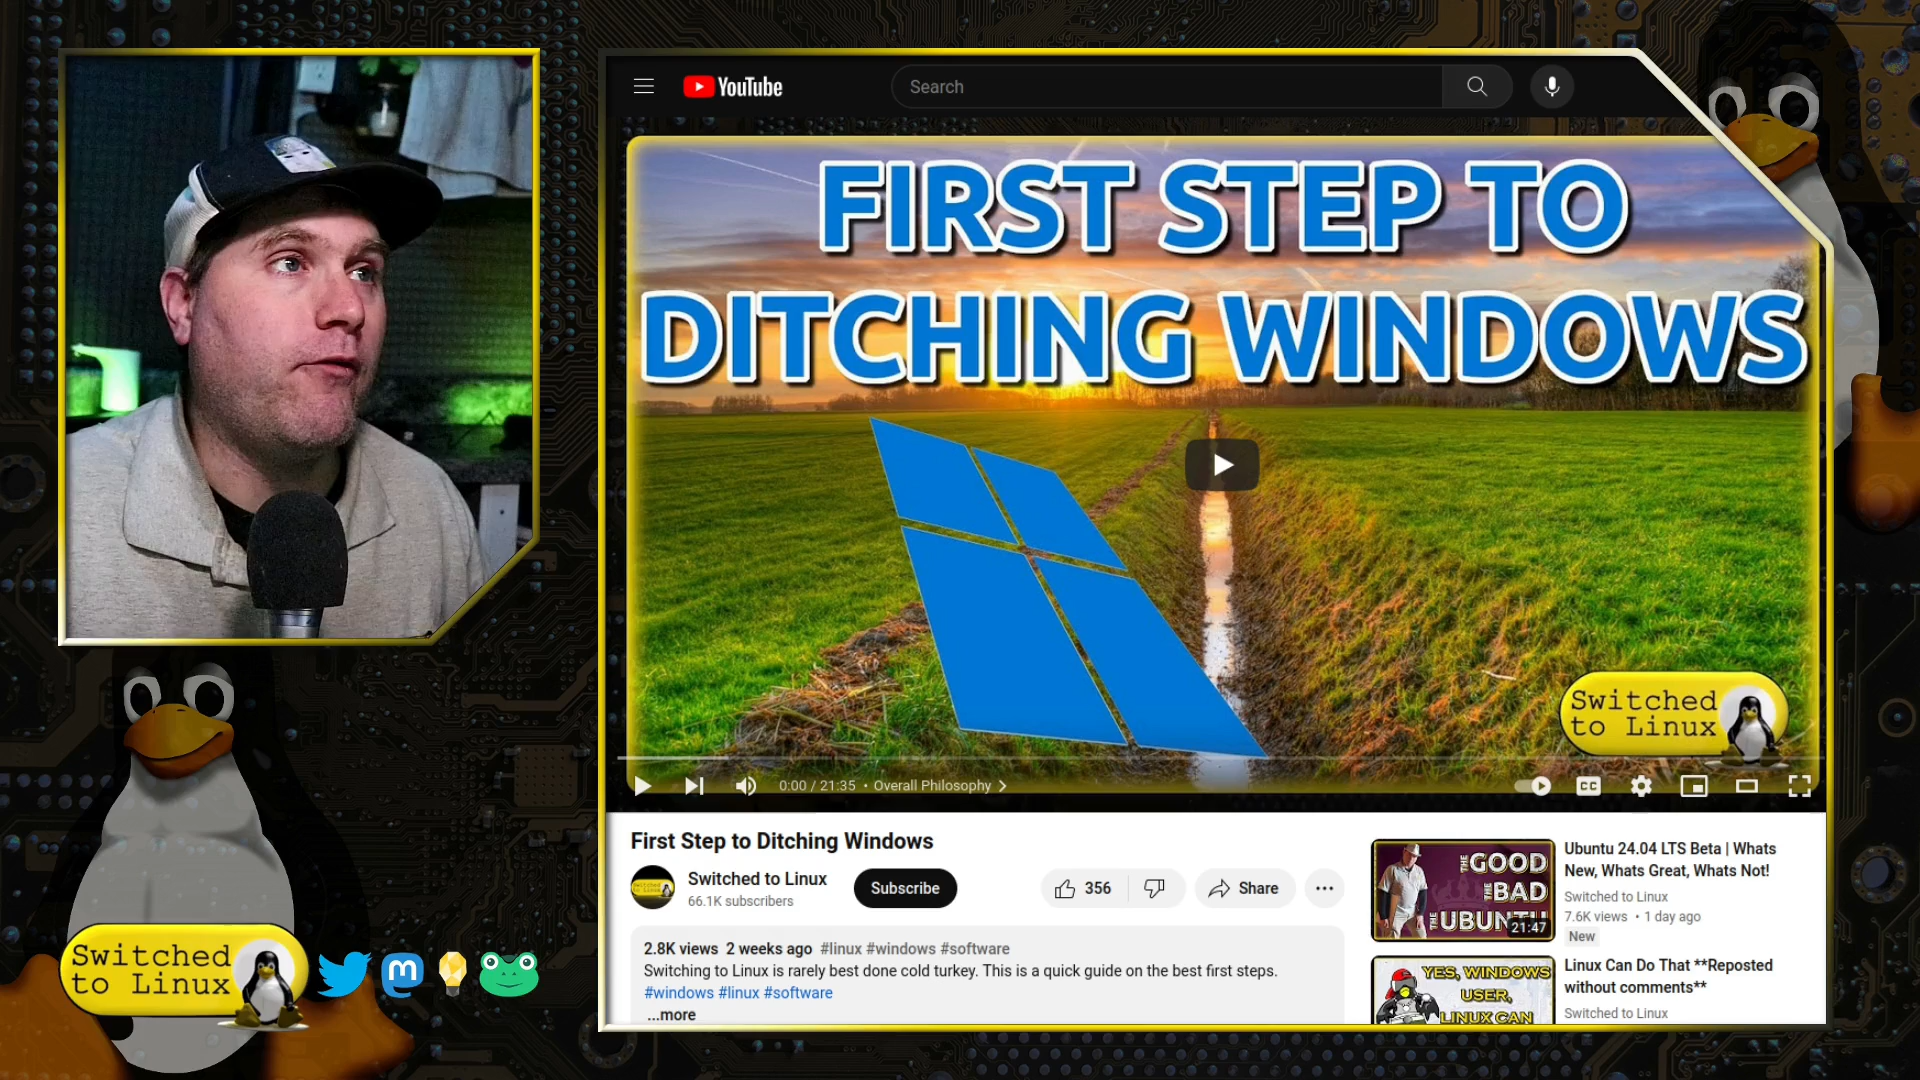 YouTube
Search
FIRST STEP TO
DITCHING WINDOWS
Switched
to Linux
0:00 / 21:35 • Overall Philosophy
CC
First Step to Ditching Windows
Switched to Linux
66.1K subscribers
Subscribe
356
Share
2.8K views 2 weeks ago #linux #windows #software
Switching to Linux is rarely best done cold turkey. This is a quick guide on the best first steps.
#windows #linux #software
...more
THE GOOD
THE BAD
THE UBUNTU
21:47
Ubuntu 24.04 LTS Beta | Whats
New, Whats Great, Whats Not!
Switched to Linux
7.6K views • 1 day ago
New
YES, WINDOWS
USER,
LINUX CAN
Linux Can Do That **Reposted
without comments**
Switched to Linux
Switched
to Linux